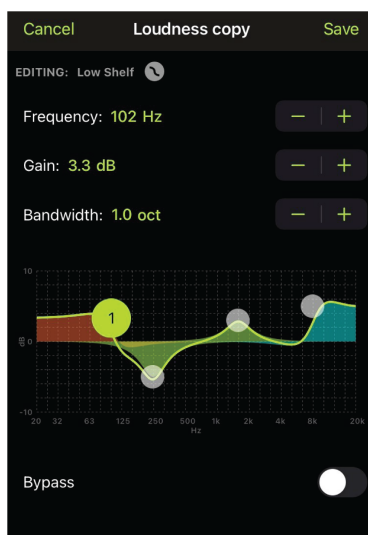 Cancel Loudness copy Save
EDITING: Low Shelf
Frequency: 102 Hz − +
Gain: 3.3 dB − +
Bandwidth: 1.0 oct − +
10
1
dB 0
-10
20 32 63 125 250 500 1k 2k 4k 8k 20k
Hz
Bypass